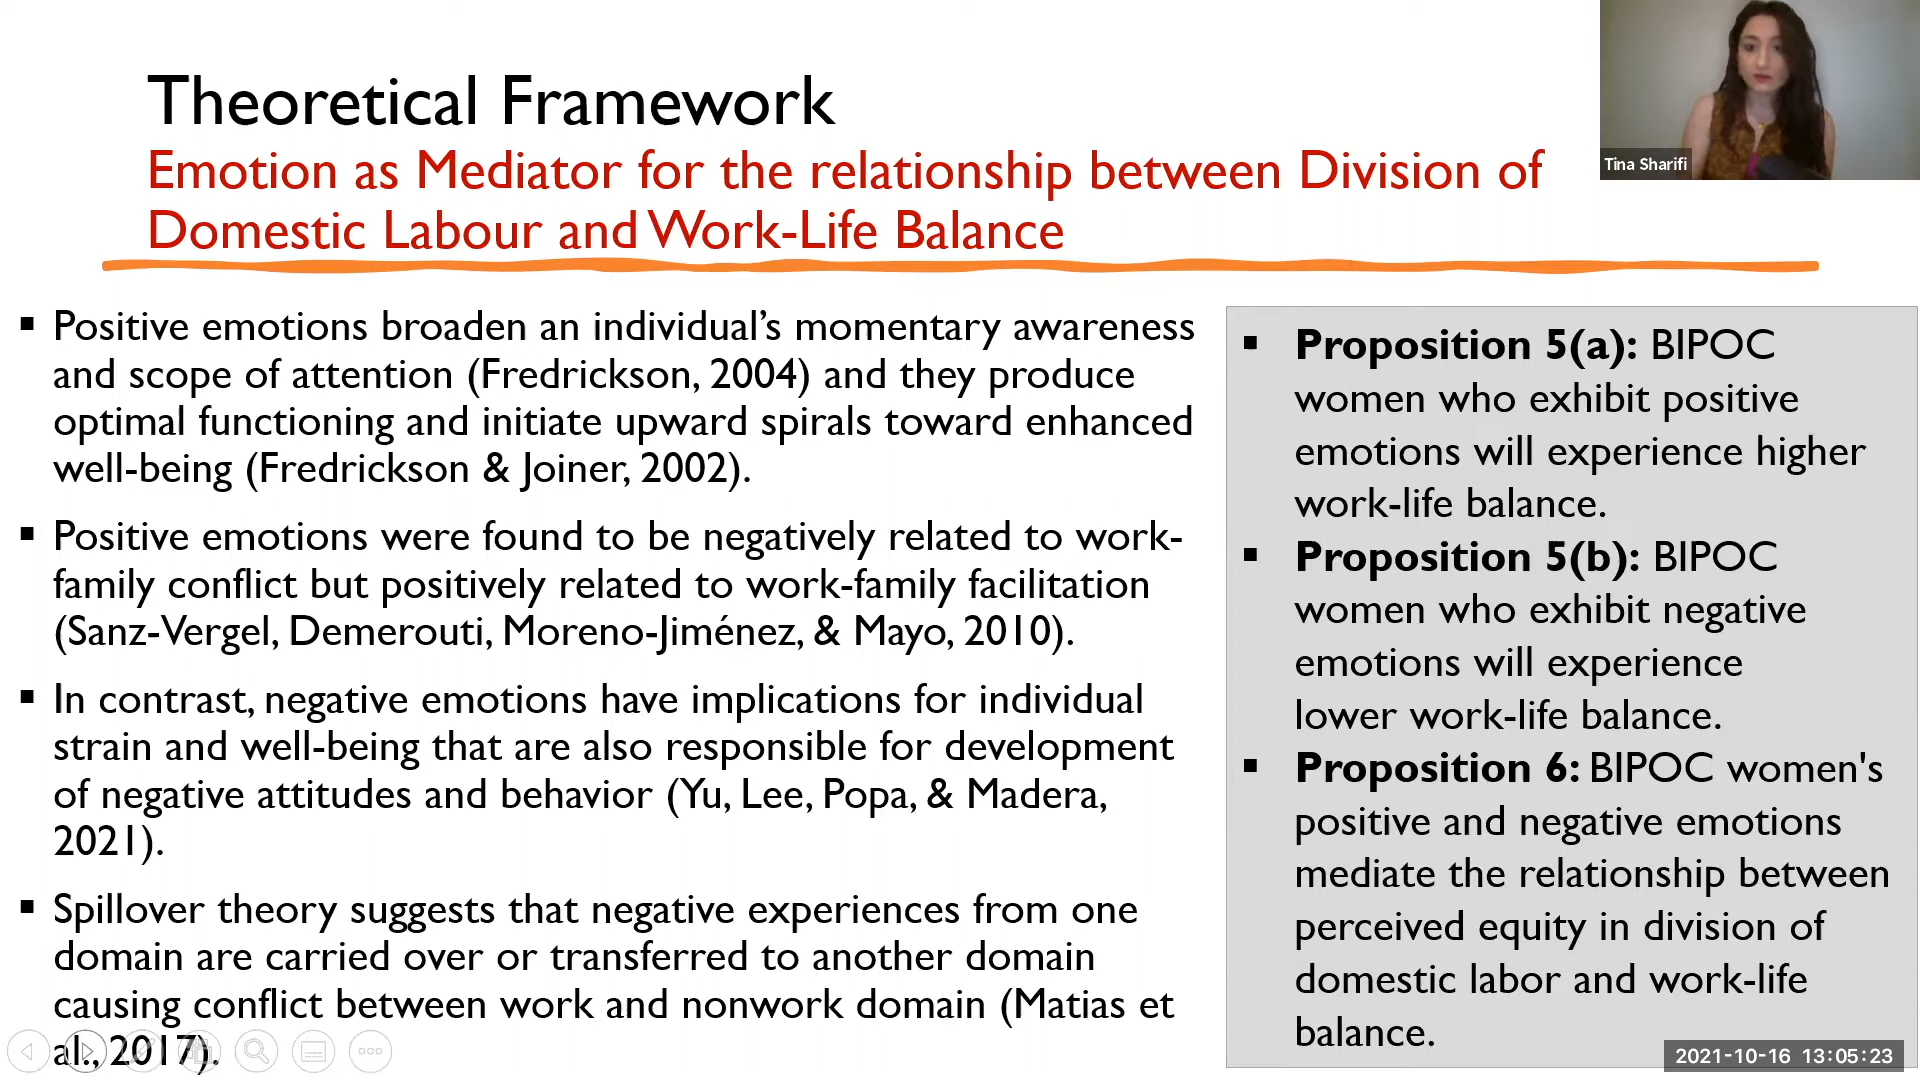 Theoretical Framework
Emotion as Mediator for the relationship between Division of
Domestic Labour and Work-Life Balance
Tina Sharifi
▪ Positive emotions broaden an individual’s momentary awareness
and scope of attention (Fredrickson, 2004) and they produce
optimal functioning and initiate upward spirals toward enhanced
well-being (Fredrickson & Joiner, 2002).
▪ Positive emotions were found to be negatively related to work-
family conflict but positively related to work-family facilitation
(Sanz-Vergel, Demerouti, Moreno-Jiménez, & Mayo, 2010).
▪ In contrast, negative emotions have implications for individual
strain and well-being that are also responsible for development
of negative attitudes and behavior (Yu, Lee, Popa, & Madera,
2021).
▪ Spillover theory suggests that negative experiences from one
domain are carried over or transferred to another domain
causing conflict between work and nonwork domain (Matias et
al., 2017).
▪ Proposition 5(a): BIPOC
women who exhibit positive
emotions will experience higher
work-life balance.
▪ Proposition 5(b): BIPOC
women who exhibit negative
emotions will experience
lower work-life balance.
▪ Proposition 6: BIPOC women's
positive and negative emotions
mediate the relationship between
perceived equity in division of
domestic labor and work-life
balance.
2021-10-16 13:05:23